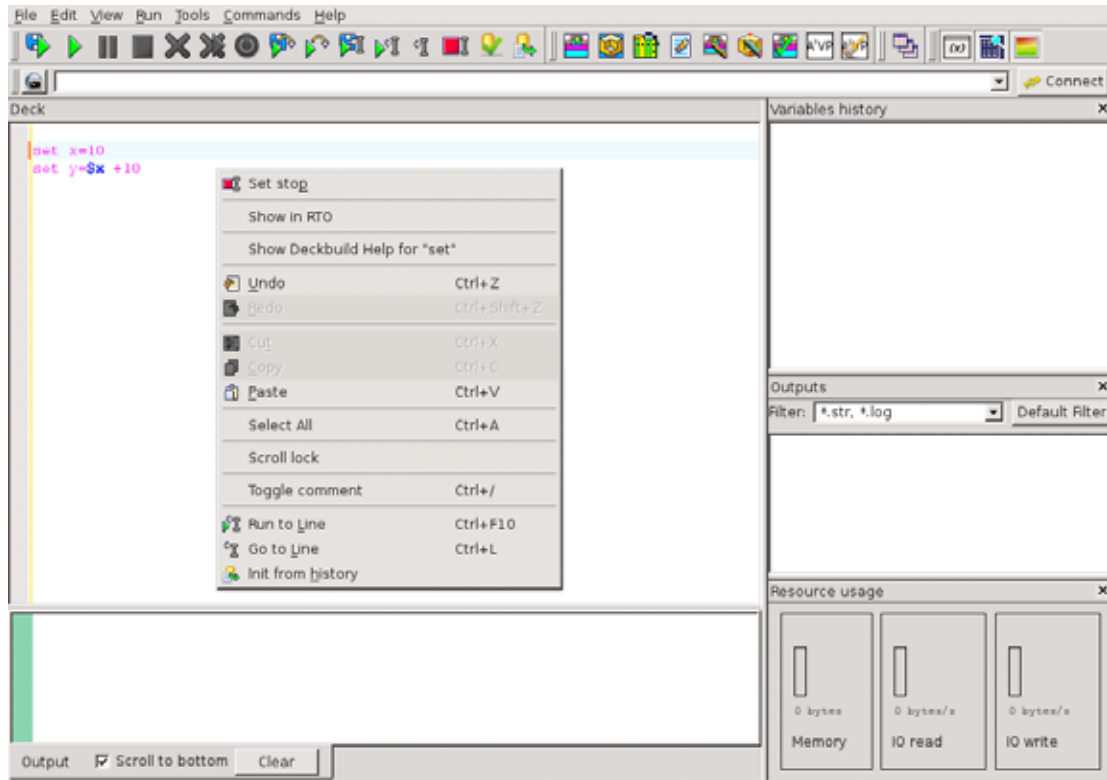 File Edit View Run Tools Commands Help
(x)
Connect
Deck
set x=10
set y=$x +10
Set stop
Show in RTO
Show Deckbuild Help for "set"
Undo Ctrl+Z
Redo Ctrl+Shift+Z
Cut Ctrl+X
Copy Ctrl+C
Paste Ctrl+V
Select All Ctrl+A
Scroll lock
Toggle comment Ctrl+/
Run to Line Ctrl+F10
Go to Line Ctrl+L
Init from history
Output Scroll to bottom Clear
Variables history
Outputs
Filter: *.str, *.log Default Filter
Resource usage
0 bytes 0 bytes/s 0 bytes/s
Memory IO read IO write